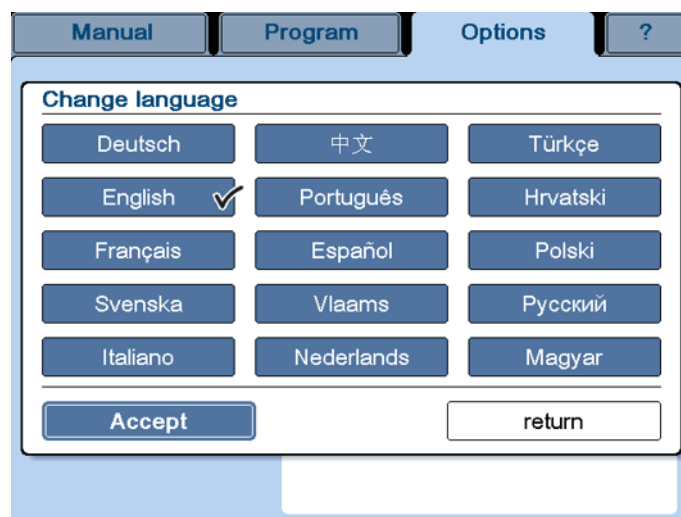 Manual Program Options ?
Change language
Deutsch 中文 Türkçe
English Português Hrvatski
Français Español Polski
Svenska Vlaams Русский
Italiano Nederlands Magyar
Accept return